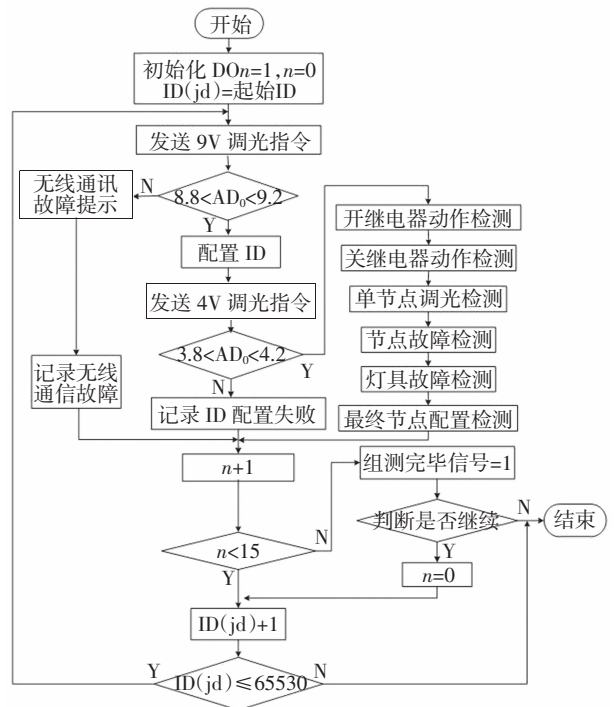 开始
初始化 DOn=1,n=0
ID(jd)=起始ID
发送 9V 调光指令
无线通讯
故障提示
N
8.8<AD₀<9.2
Y
开继电器动作检测
配置 ID
关继电器动作检测
发送 4V 调光指令
单节点调光检测
3.8<AD₀<4.2
Y
N
节点故障检测
记录无线
通信故障
灯具故障检测
记录 ID 配置失败
最终节点配置检测
n+1
组测完毕信号=1
n<15
N
Y
判断是否继续
N
Y
结束
n=0
ID(jd)+1
Y
ID(jd)≤65530
N